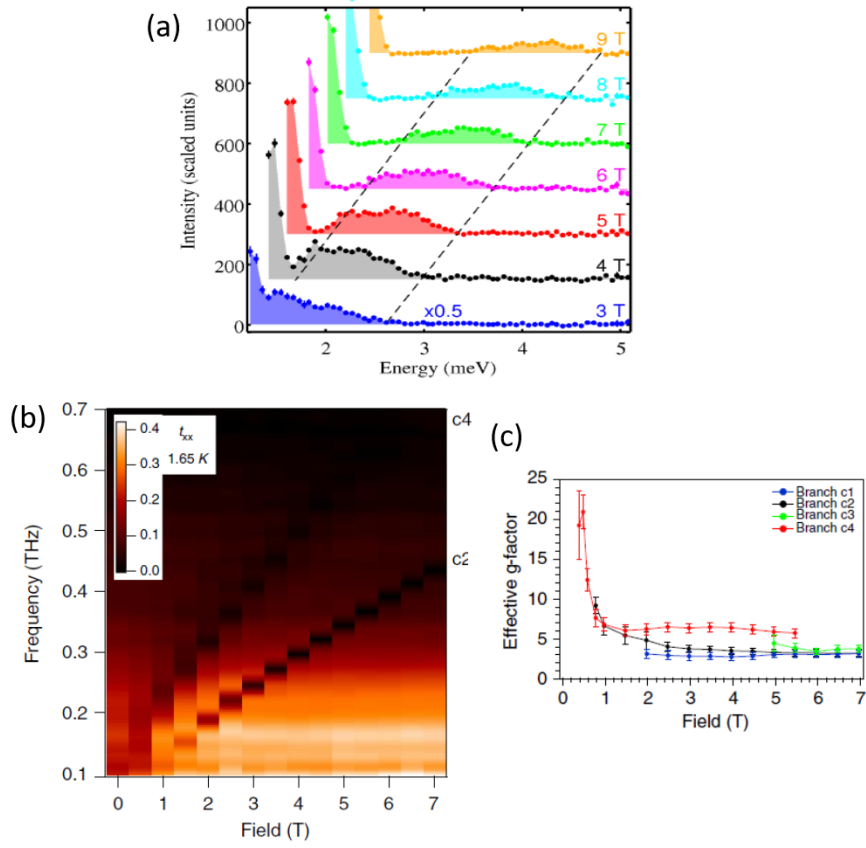 (a)
1000
800
600
400
200
0
Intensity (scaled units)
9 T
8 T
7 T
6 T
5 T
4 T
x0.5
3 T
2
3
4
5
Energy (meV)
(b)
0.7
0.6
0.5
0.4
0.3
0.2
0.1
Frequency (THz)
0.4
0.3
0.2
0.1
0.0
txx
1.65 K
c4
c2
0
1
2
3
4
5
6
7
Field (T)
(c)
25
20
15
10
5
0
Effective g-factor
Branch c1
Branch c2
Branch c3
Branch c4
0
1
2
3
4
5
6
7
Field (T)